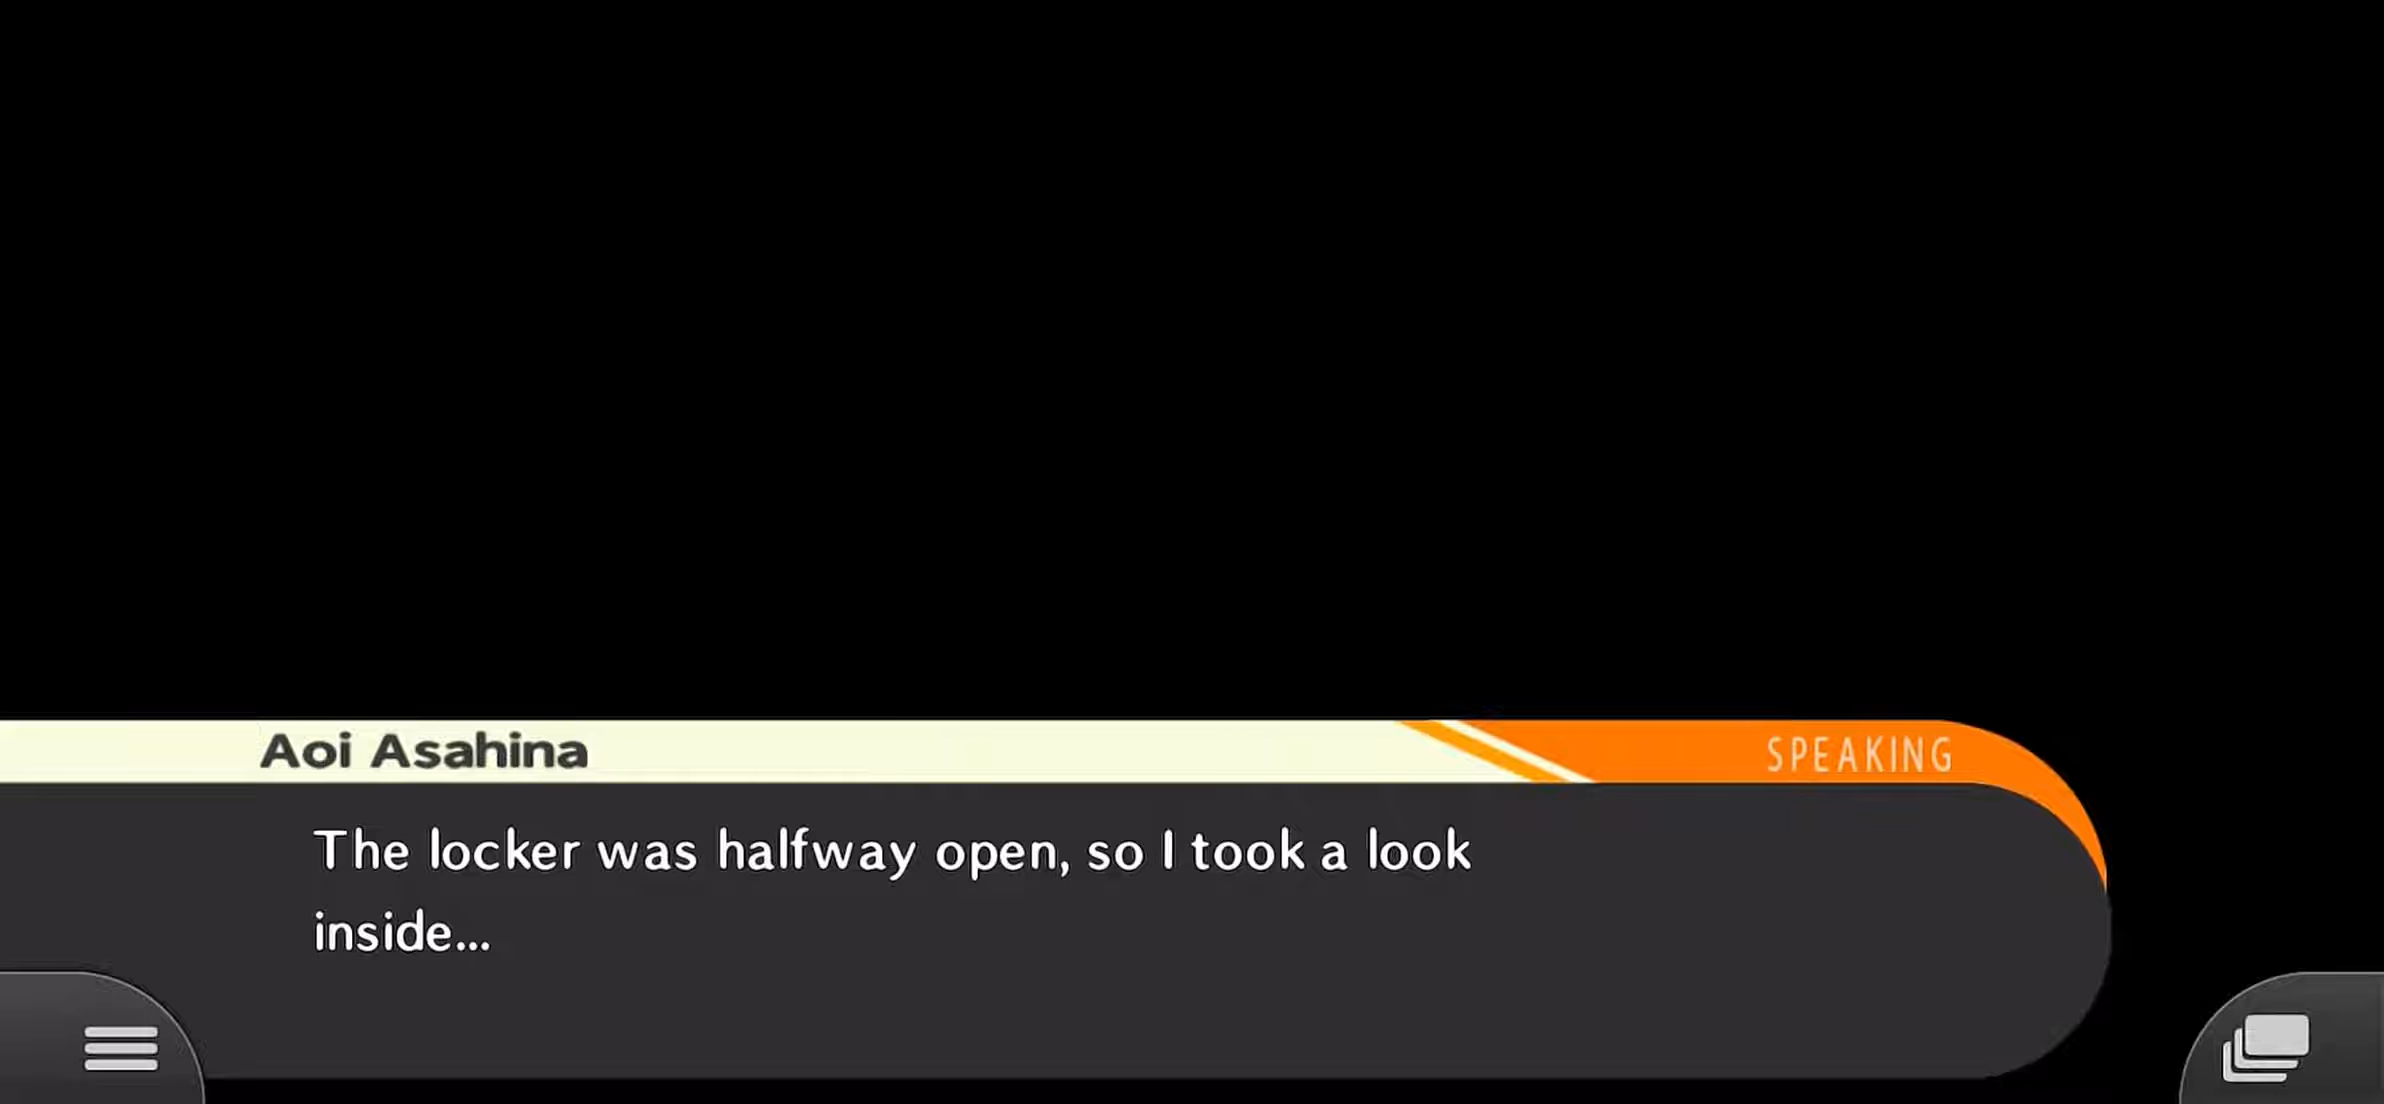 Aoi Asahina
SPEAKING
The locker was halfway open, so I took a look
inside...